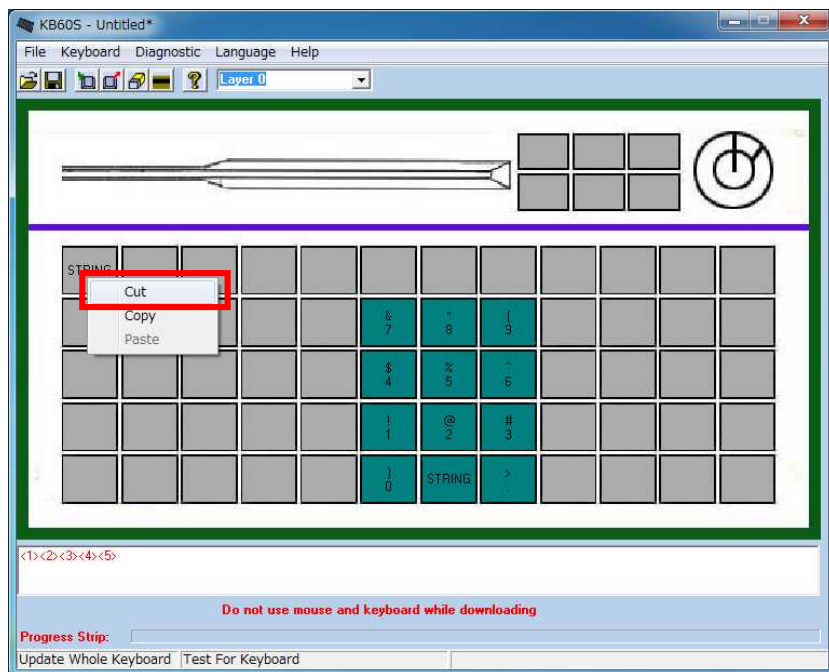 KB60S - Untitled*
File Keyboard Diagnostic Language Help
Layer 0
STRING
Cut
Copy
Paste
& " (
7 8 9
$ % ^
4 5 6
! @ #
1 2 3
) STRING >
0 .
<1><2><3><4><5>
Do not use mouse and keyboard while downloading
Progress Strip:
Update Whole Keyboard Test For Keyboard